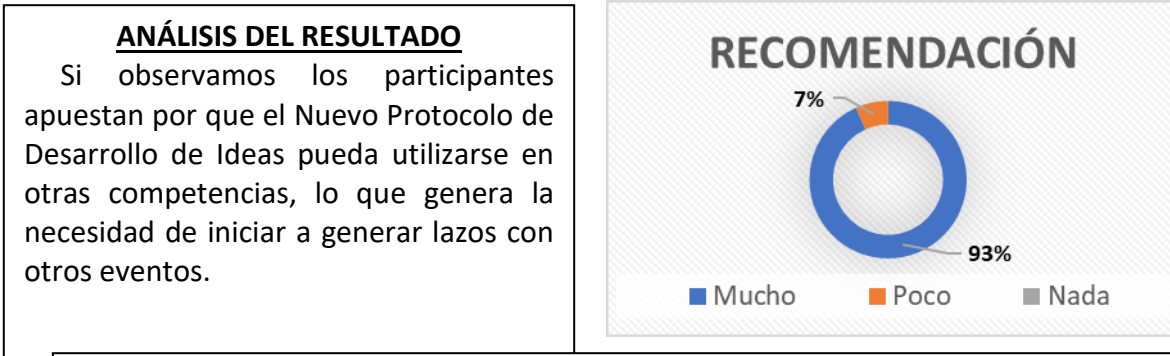 ANÁLISIS DEL RESULTADO
Si observamos los participantes
apuestan por que el Nuevo Protocolo de
Desarrollo de Ideas pueda utilizarse en
otras competencias, lo que genera la
necesidad de iniciar a generar lazos con
otros eventos.
RECOMENDACIÓN
7%
93%
Mucho Poco Nada